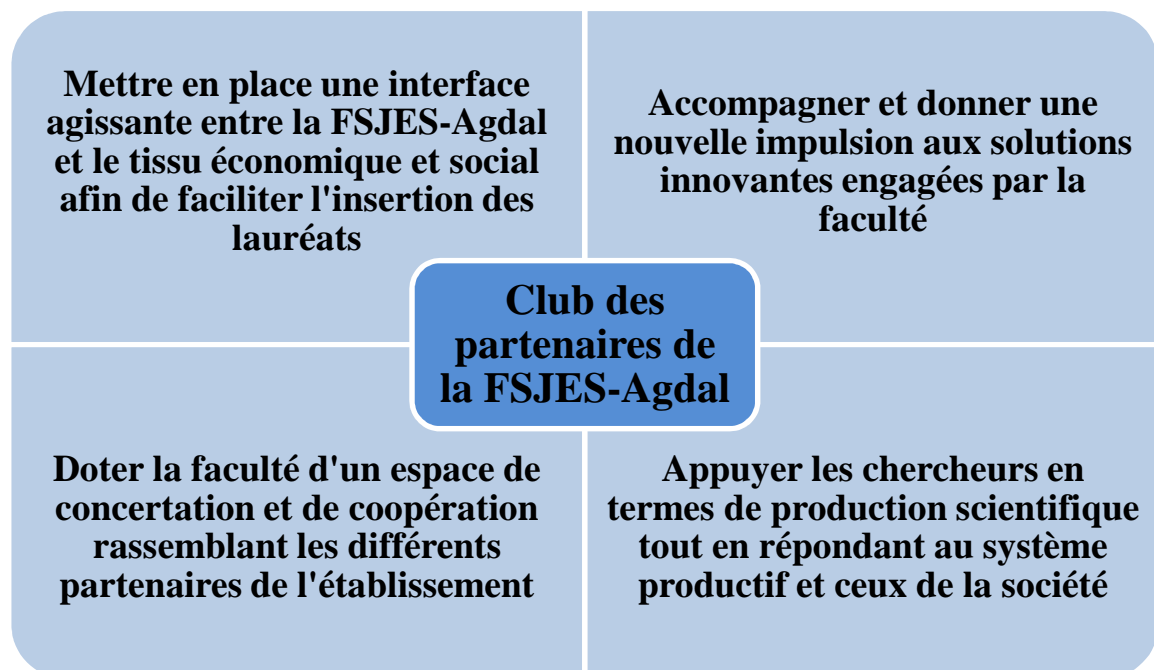 Mettre en place une interface
agissante entre la FSJES-Agdal
et le tissu économique et social
afin de faciliter l'insertion des
lauréats
Accompagner et donner une
nouvelle impulsion aux solutions
innovantes engagées par la
faculté
Club des
partenaires de
la FSJES-Agdal
Doter la faculté d'un espace de
concertation et de coopération
rassemblant les différents
partenaires de l'établissement
Appuyer les chercheurs en
termes de production scientifique
tout en répondant au système
productif et ceux de la société